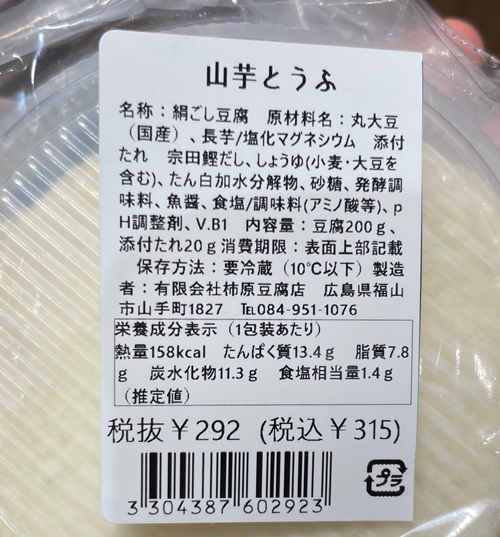 山芋とうふ
名称：絹ごし豆腐　原材料名：丸大豆
（国産）、長芋/塩化マグネシウム　添付
たれ　宗田鰹だし、しょうゆ(小麦・大豆を
含む)、たん白加水分解物、砂糖、発酵調
味料、魚醤、食塩/調味料(アミノ酸等)、p
H調整剤、V.B1　内容量：豆腐200ｇ、
添付たれ20ｇ消費期限：表面上部記載
保存方法：要冷蔵（10℃以下）製造
者：有限会社柿原豆腐店　広島県福山
市山手町1827　℡084-951-1076
栄養成分表示（1包装あたり）
熱量158kcal　たんぱく質13.4ｇ　脂質7.8
ｇ　炭水化物11.3ｇ　食塩相当量1.4ｇ
（推定値）
税抜￥292 (税込￥315)
3 304387 602923
プラ